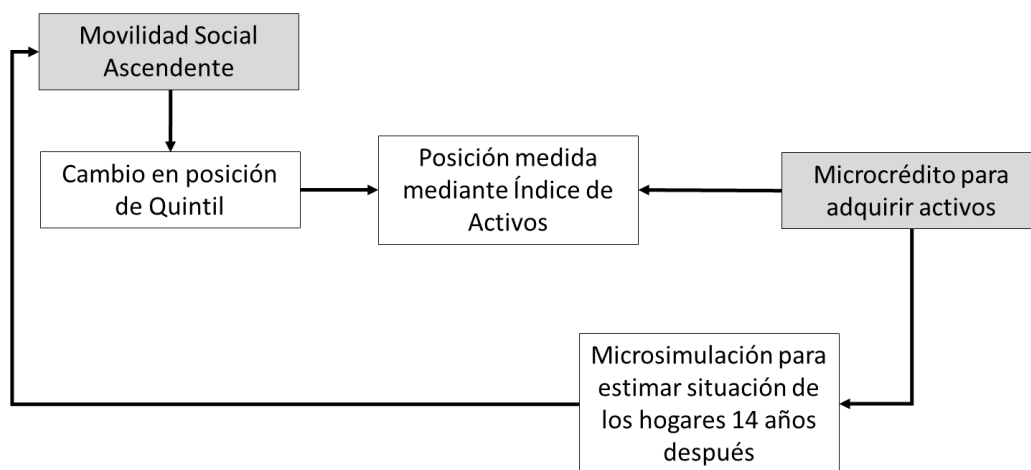 Movilidad Social
Ascendente
Cambio en posición
de Quintil
Posición medida
mediante Índice de
Activos
Microcrédito para
adquirir activos
Microsimulación para
estimar situación de
los hogares 14 años
después